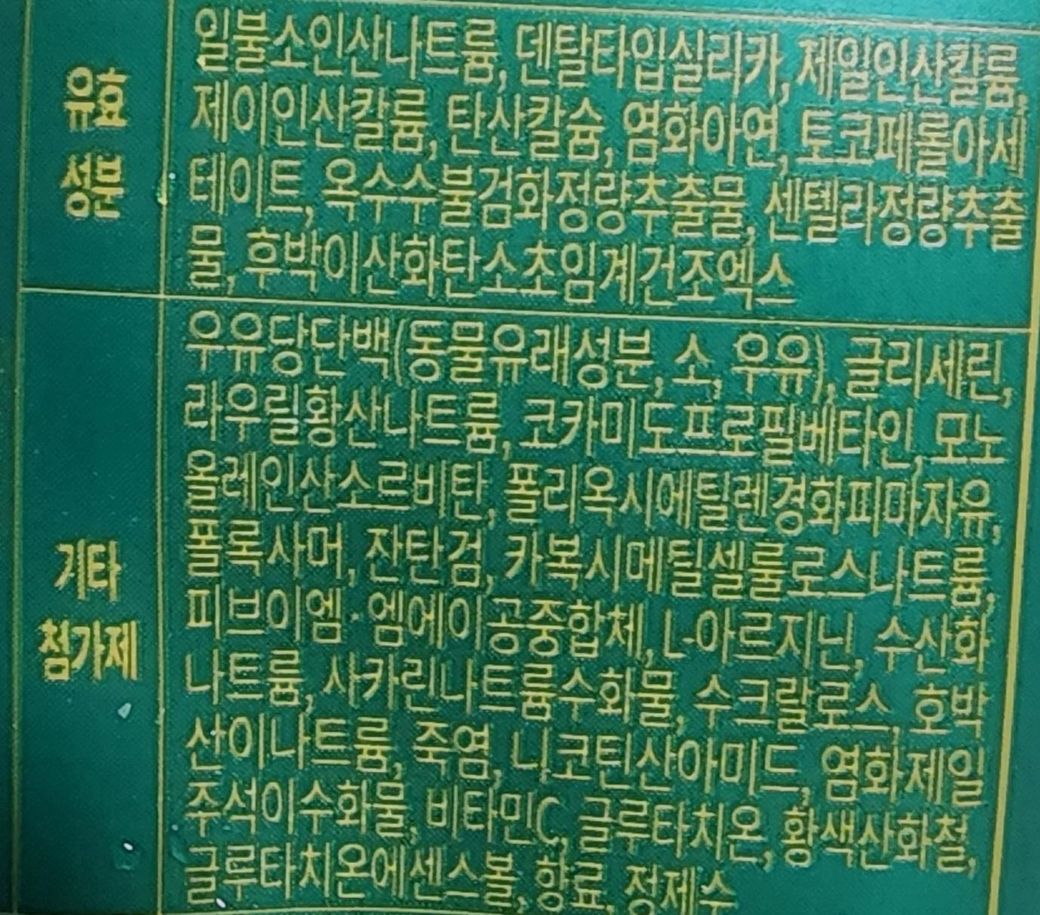 유효
성분
일불소인산나트륨, 덴탈타입실리카, 제일인산칼륨,
제이인산칼륨, 탄산칼슘, 염화아연, 토코페롤아세
테이트, 옥수수불검화정량추출물, 센텔라정량추출
물, 후박이산화탄소초임계건조엑스
기타
첨가제
우유당단백(동물유래성분, 소, 우유), 글리세린,
라우릴황산나트륨, 코카미도프로필베타인, 모노
올레인산소르비탄, 폴리옥시에틸렌경화피마자유,
폴록사머, 잔탄검, 카복시메틸셀룰로스나트륨,
피브이엠·엠에이공중합체, L-아르지닌, 수산화
나트륨, 사카린나트륨수화물, 수크랄로스, 호박
산이나트륨, 죽염, 니코틴산아미드, 염화제일
주석이수화물, 비타민C, 글루타치온, 황색산화철,
글루타치온에센스볼, 향료, 정제수